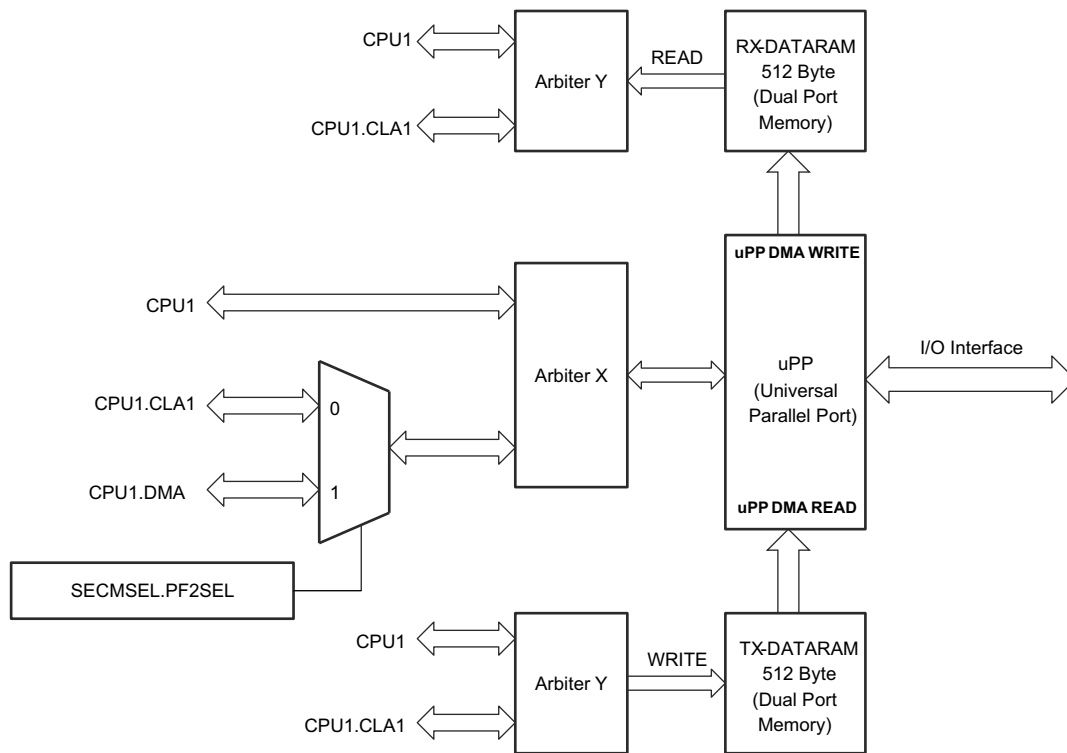 CPU1
CPU1.CLA1
Arbiter Y
READ
RX-DATARAM
512 Byte
(Dual Port
Memory)
CPU1
CPU1.CLA1
CPU1.DMA
0
1
SECMSEL.PF2SEL
Arbiter X
uPP DMA WRITE
uPP
(Universal
Parallel Port)
uPP DMA READ
I/O Interface
CPU1
CPU1.CLA1
Arbiter Y
WRITE
TX-DATARAM
512 Byte
(Dual Port
Memory)